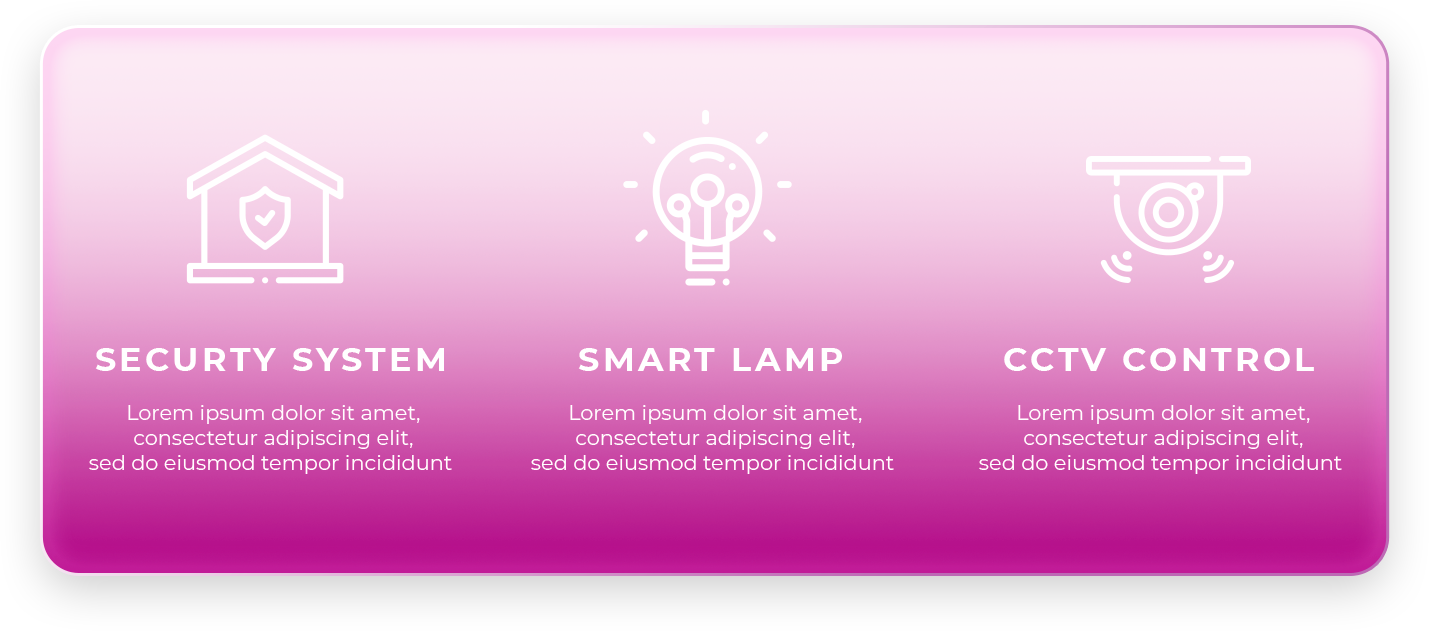 SECURTY SYSTEM
Lorem ipsum dolor sit amet,
consectetur adipiscing elit,
sed do eiusmod tempor incididunt
SMART LAMP
Lorem ipsum dolor sit amet,
consectetur adipiscing elit,
sed do eiusmod tempor incididunt
CCTV CONTROL
Lorem ipsum dolor sit amet,
consectetur adipiscing elit,
sed do eiusmod tempor incididunt